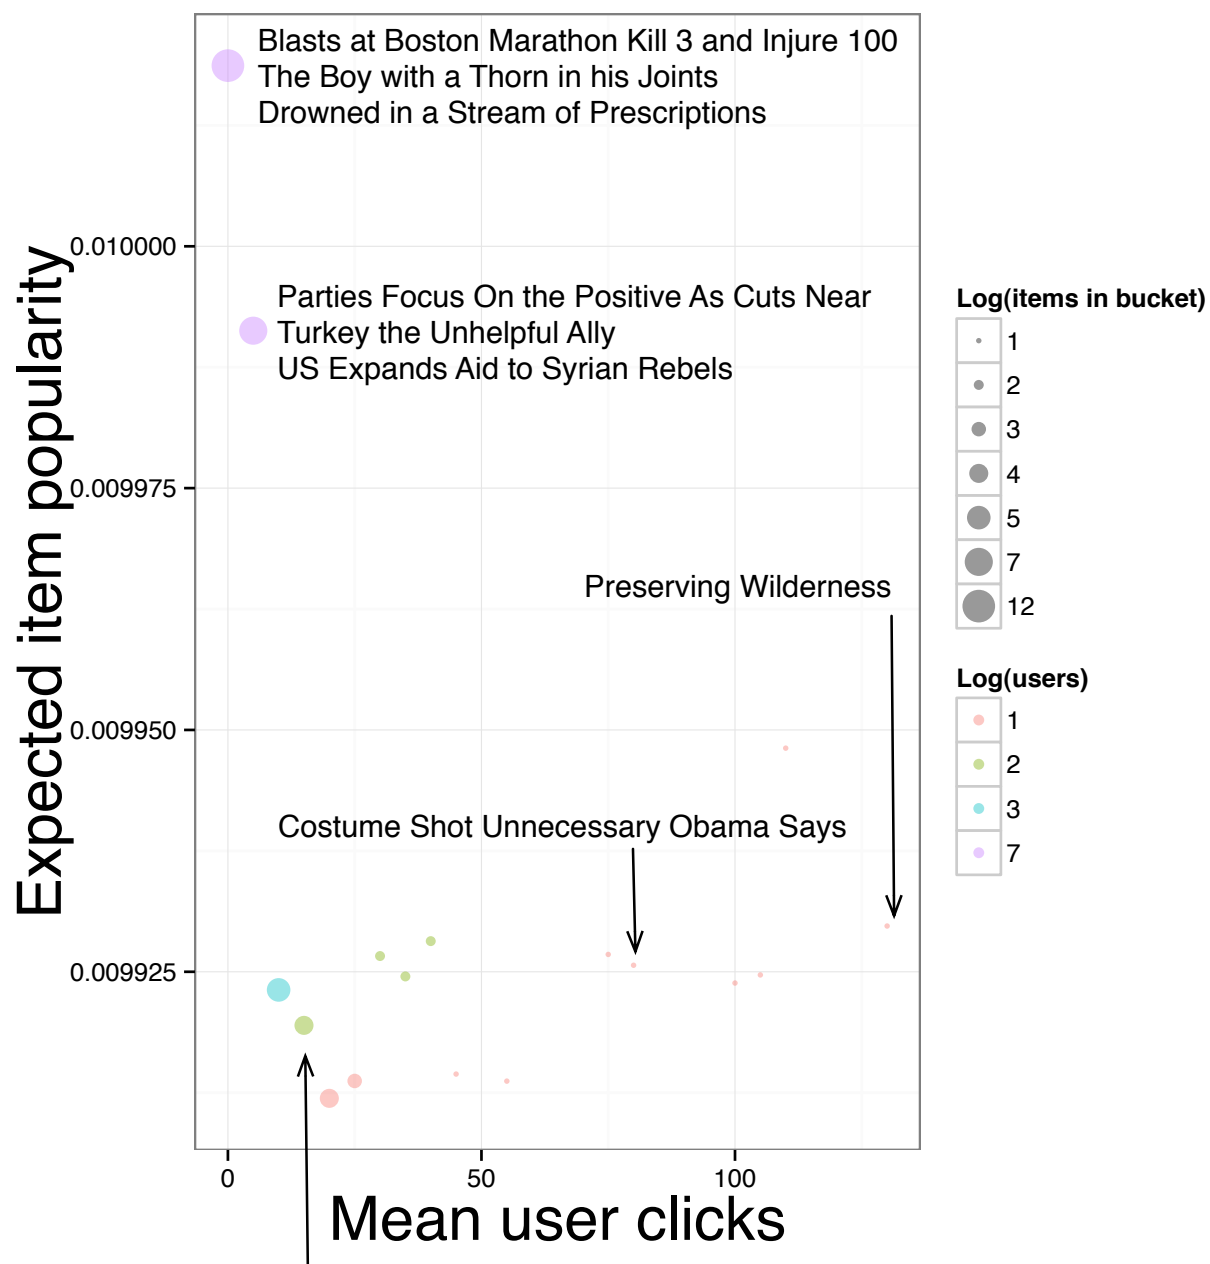 Blasts at Boston Marathon Kill 3 and Injure 100
The Boy with a Thorn in his Joints
Drowned in a Stream of Prescriptions
0.010000
Parties Focus On the Positive As Cuts Near
Turkey the Unhelpful Ally
US Expands Aid to Syrian Rebels
0.009975
Preserving Wilderness
0.009950
Costume Shot Unnecessary Obama Says
0.009925
Expected item popularity
0
50
100
Mean user clicks
Log(items in bucket)
1
2
3
4
5
7
12
Log(users)
1
2
3
7